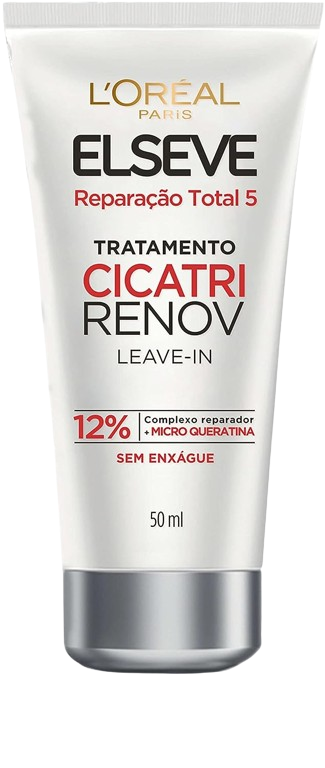 L'ORÉAL
PARIS
ELSEVE
Reparação Total 5
TRATAMENTO
CICATRI
RENOV
LEAVE-IN
12% Complexo reparador
+ MICRO QUERATINA
SEM ENXÁGUE
50 ml